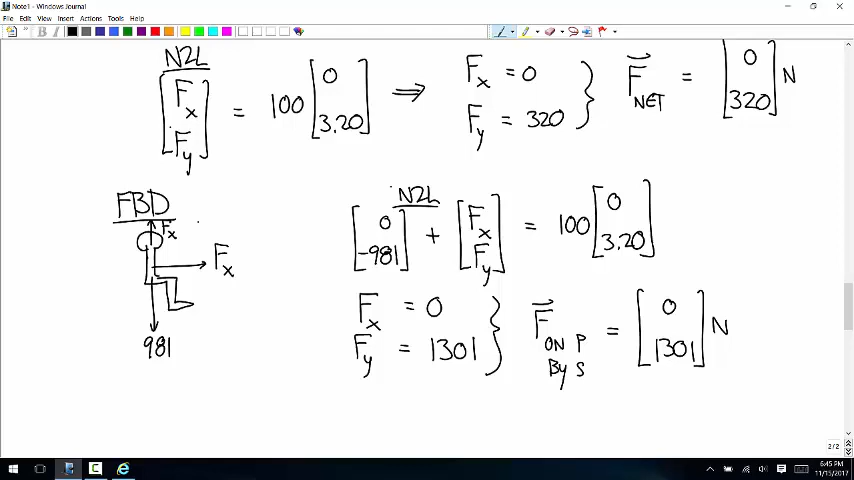 Note1 - Windows Journal
File Edit View Insert Actions Tools Help
N2L
[Fx Fy] = 100 [0 3.20] ⇒ Fx = 0 Fy = 320 } F⃗NET = [0 320] N
FBD
Fx
Fx
981
N2L
[0 -981] + [Fx Fy] = 100 [0 3.20]
Fx = 0
Fy = 1301 } F⃗ON P By S = [0 1301] N
2/2
6:45 PM
11/15/2017